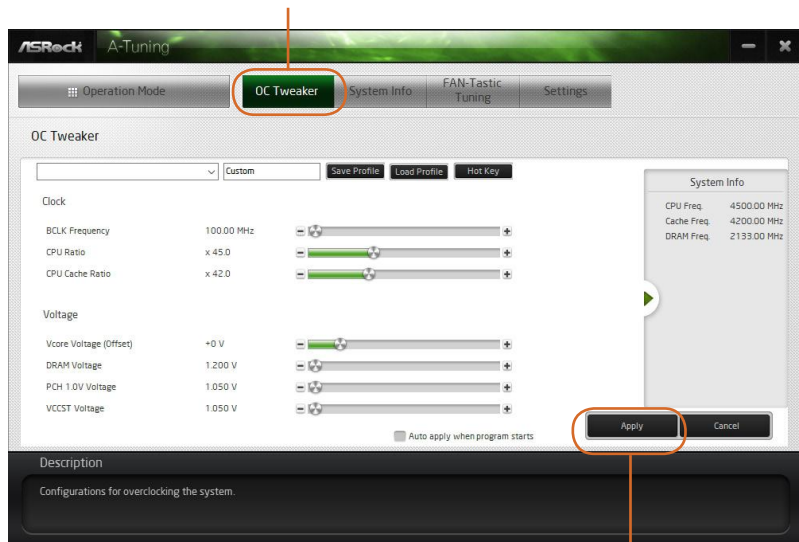 ASRock A-Tuning
Operation Mode
OC Tweaker
System Info
FAN-Tastic
Tuning
Settings
OC Tweaker
Custom
Save Profile
Load Profile
Hot Key
Clock
BCLK Frequency 100.00 MHz
CPU Ratio x 45.0
CPU Cache Ratio x 42.0
Voltage
Vcore Voltage (Offset) +0 V
DRAM Voltage 1.200 V
PCH 1.0V Voltage 1.050 V
VCCST Voltage 1.050 V
Auto apply when program starts
System Info
CPU Freq. 4500.00 MHz
Cache Freq. 4200.00 MHz
DRAM Freq. 2133.00 MHz
Apply
Cancel
Description
Configurations for overclocking the system.